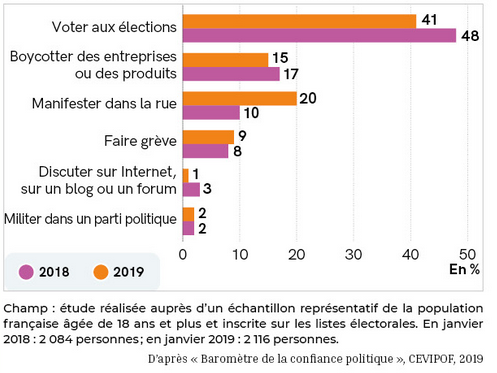 Voter aux élections
41
48
Boycotter des entreprises
ou des produits
15
17
Manifester dans la rue
20
10
Faire grève
9
8
Discuter sur Internet,
sur un blog ou un forum
1
3
Militer dans un parti politique
2
2
0 10 20 30 40 50
En %
2018 2019
Champ : étude réalisée auprès d’un échantillon représentatif de la population
française âgée de 18 ans et plus et inscrite sur les listes électorales. En janvier
2018 : 2 084 personnes ; en janvier 2019 : 2 116 personnes.
D’après « Baromètre de la confiance politique », CEVIPOF, 2019